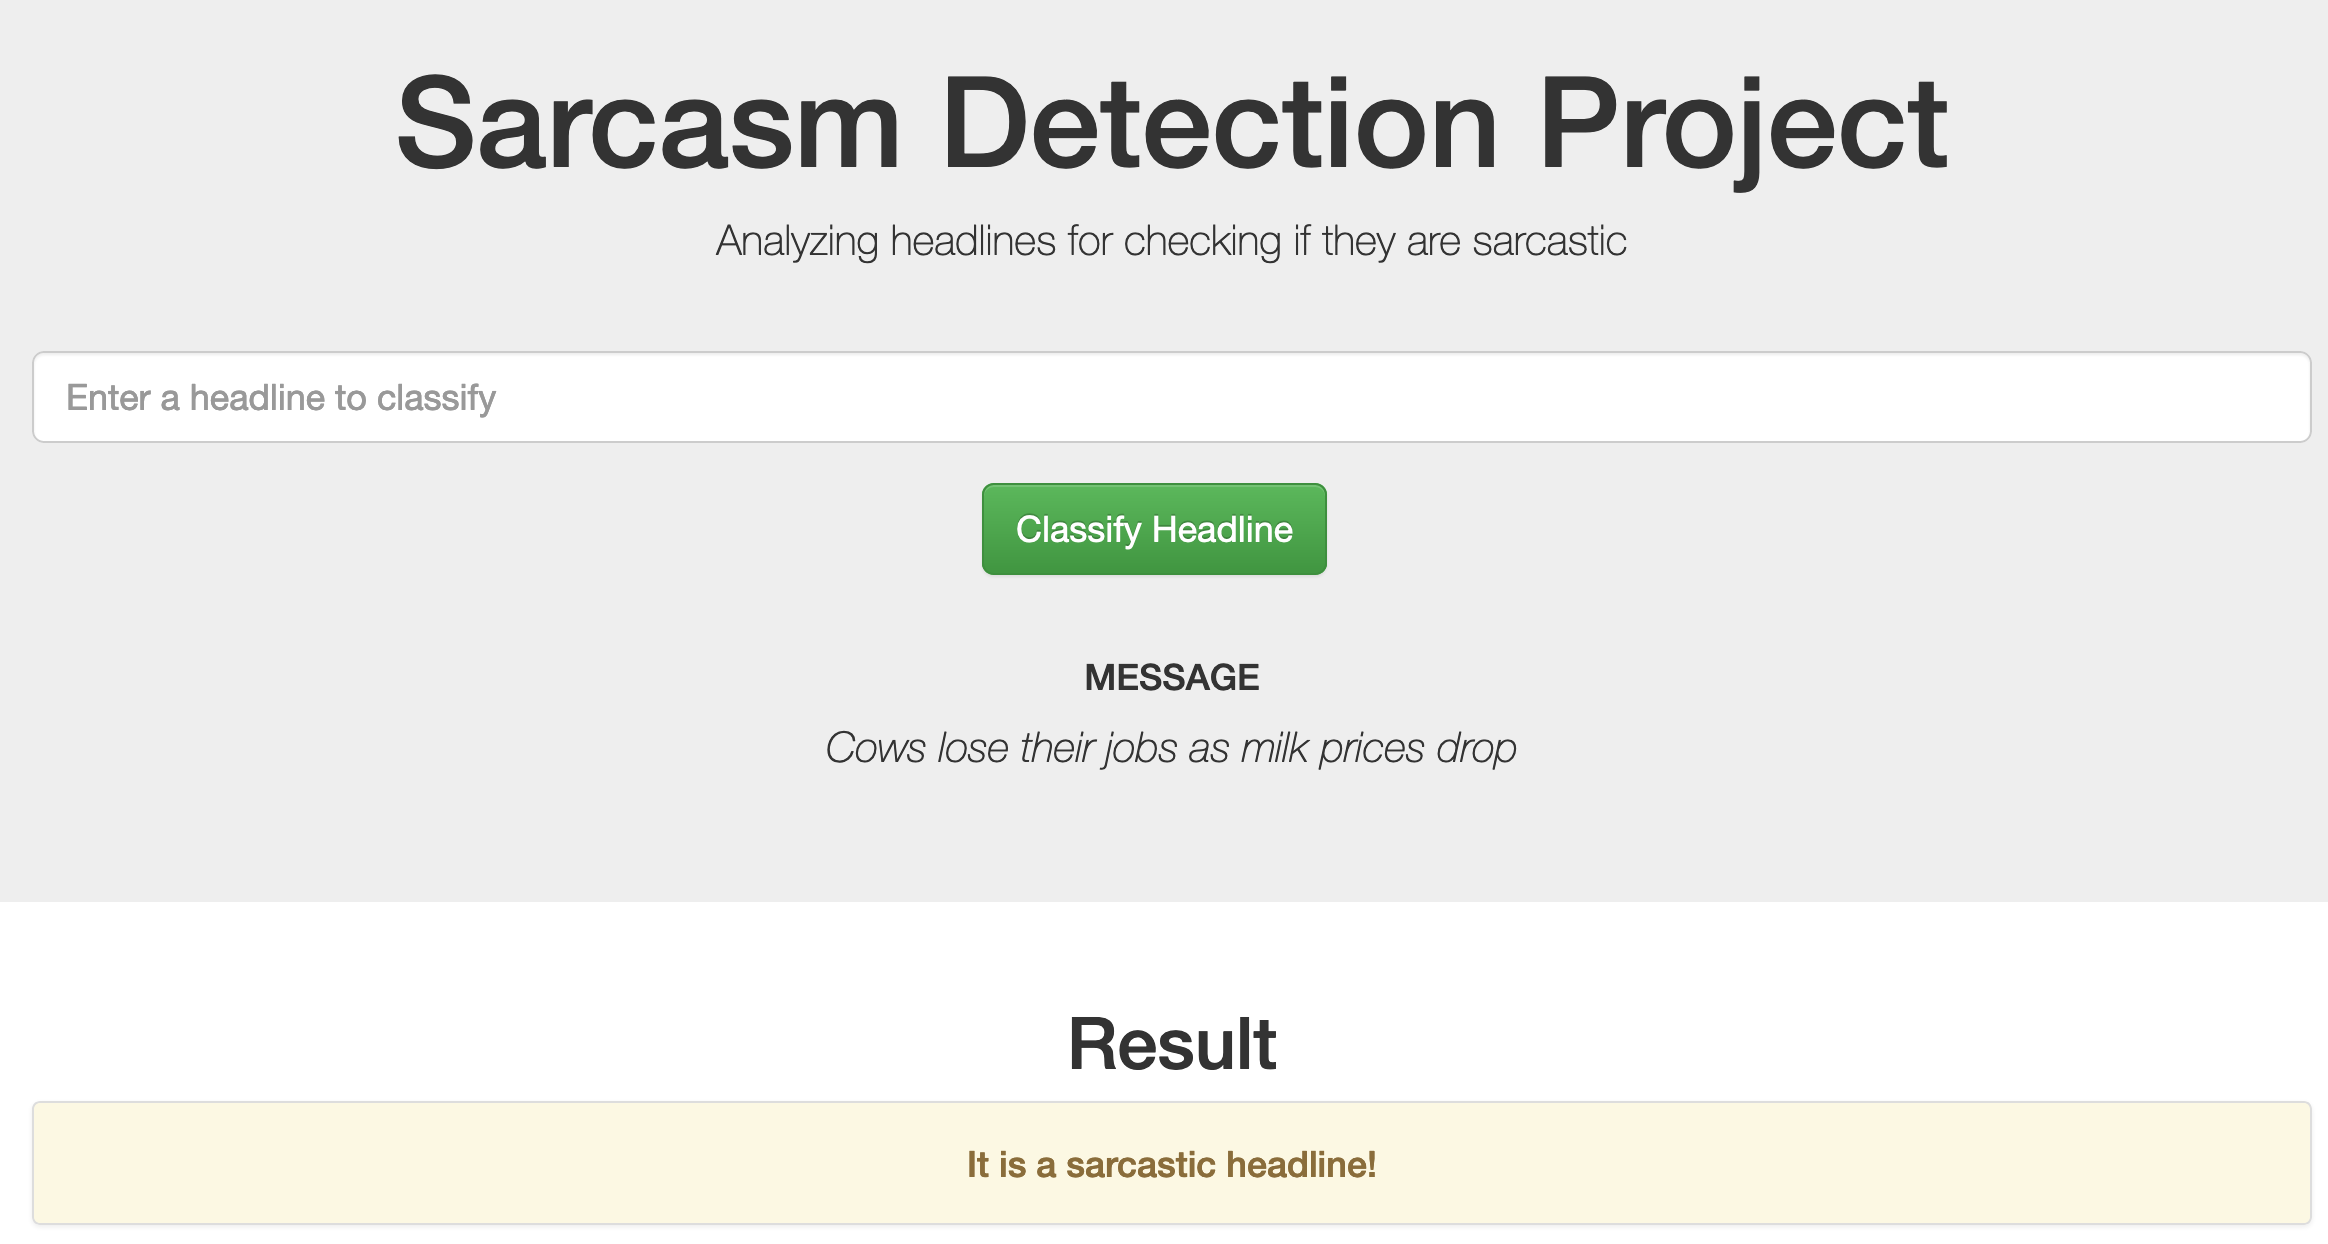 Sarcasm Detection Project
Analyzing headlines for checking if they are sarcastic
Enter a headline to classify
Classify Headline
MESSAGE
Cows lose their jobs as milk prices drop
Result
It is a sarcastic headline!